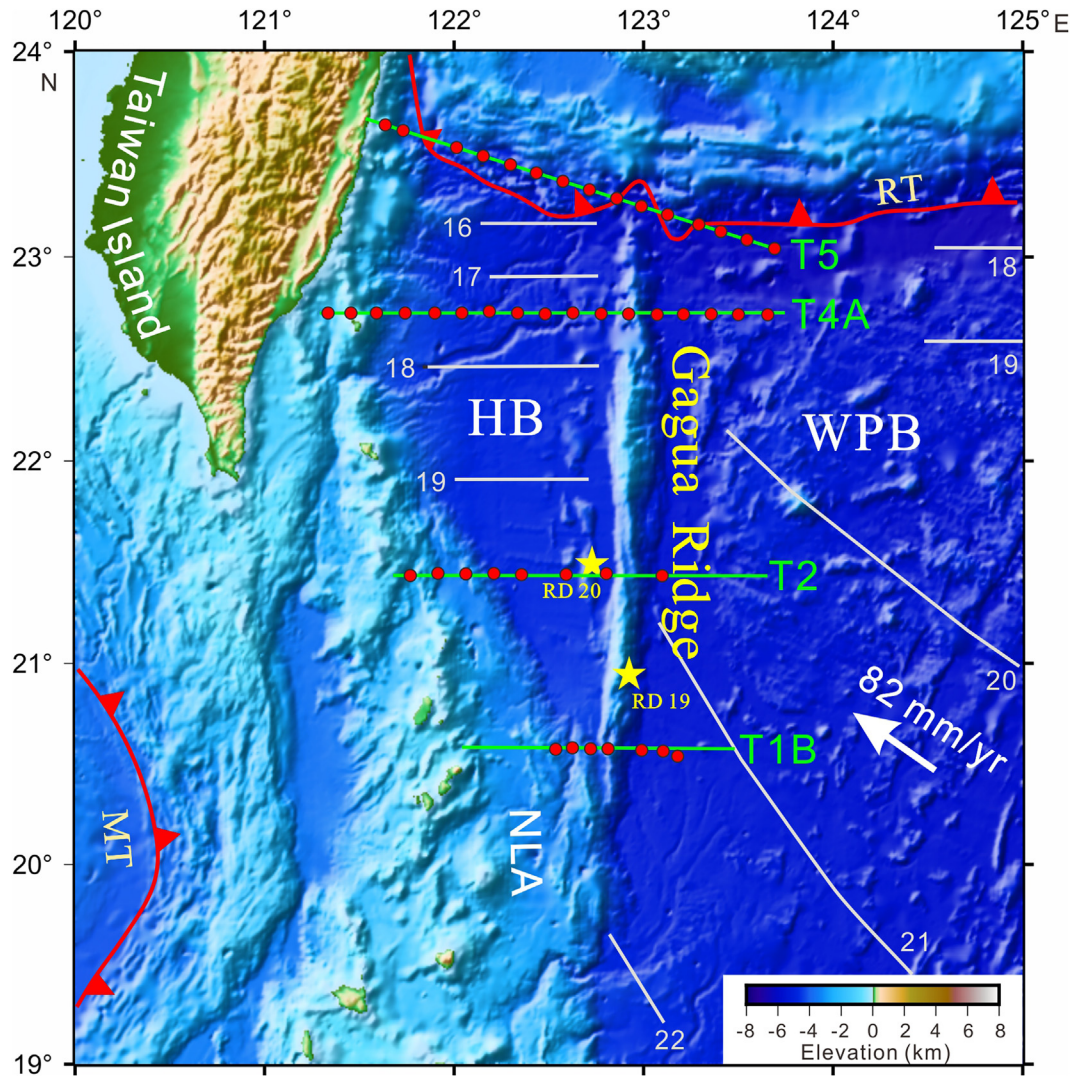 120° 121° 122° 123° 124° 125° E
24°
N
Taiwan Island
RT
16
T5
23°
18
17
T4A
18
19
Gagua Ridge
HB
WPB
22°
19
T2
RD 20
21°
20
RD 19
82 mm/yr
T1B
MT
NLA
20°
21
22
-8 -6 -4 -2 0 2 4 6 8
Elevation (km)
19°